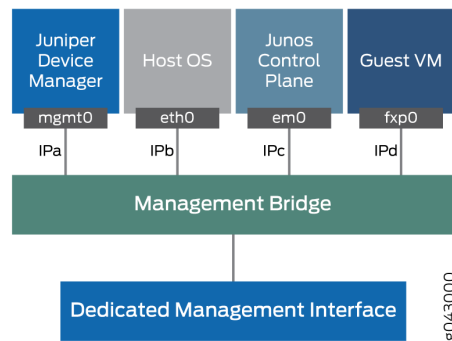 Juniper
Device
Manager
Host OS
Junos
Control
Plane
Guest VM
mgmt0
eth0
em0
fxp0
IPa
IPb
IPc
IPd
Management Bridge
Dedicated Management Interface
g043000